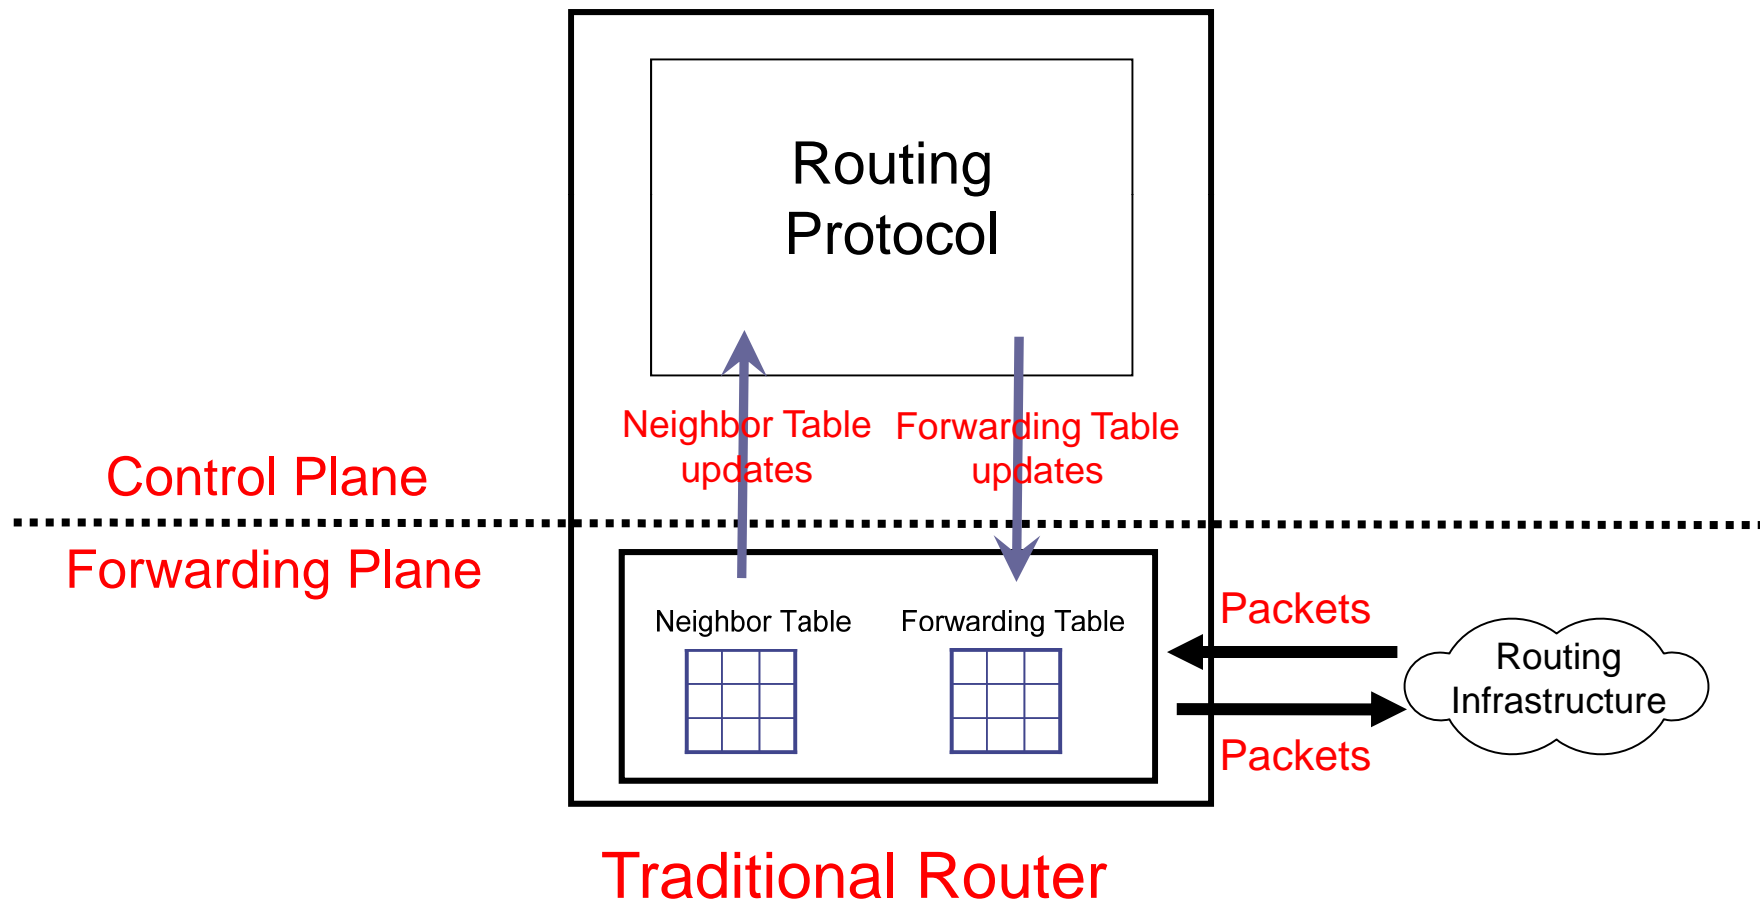 Routing
Protocol
Neighbor Table
updates
Forwarding Table
updates
Control Plane
Forwarding Plane
Neighbor Table
Forwarding Table
Packets
Routing
Infrastructure
Packets
Traditional Router